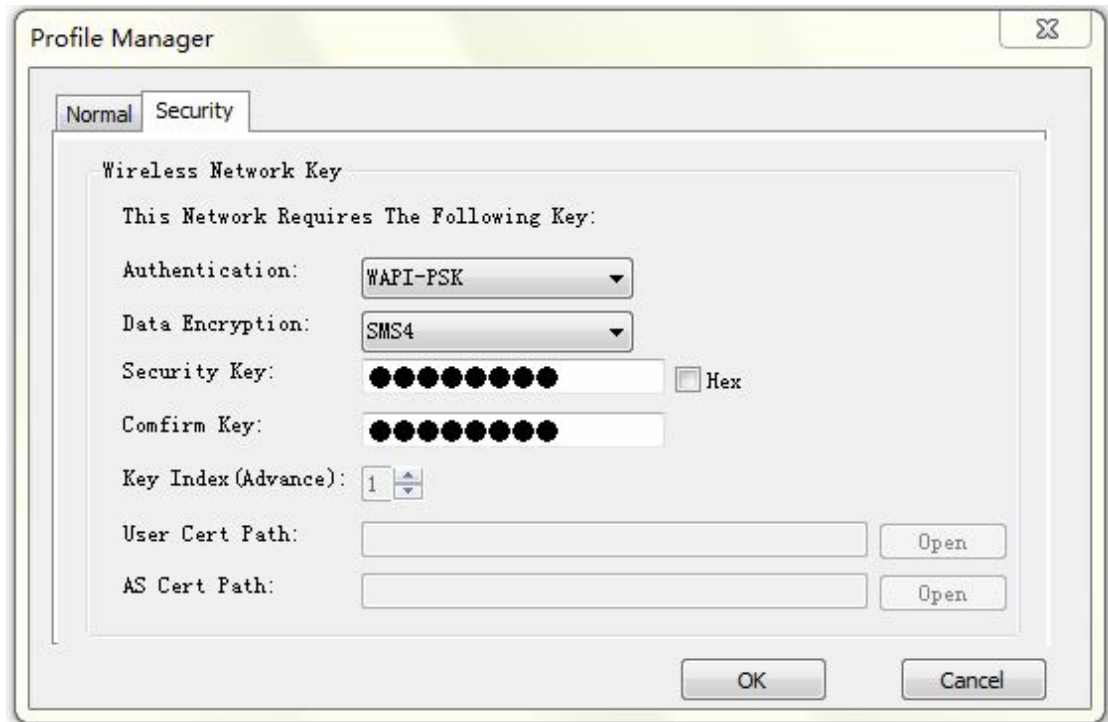 Profile Manager
Normal Security
Wireless Network Key
This Network Requires The Following Key:
Authentication: WAPI-PSK
Data Encryption: SMS4
Security Key: ●●●●●●●● Hex
Comfirm Key: ●●●●●●●●
Key Index(Advance): 1
User Cert Path: Open
AS Cert Path: Open
OK Cancel